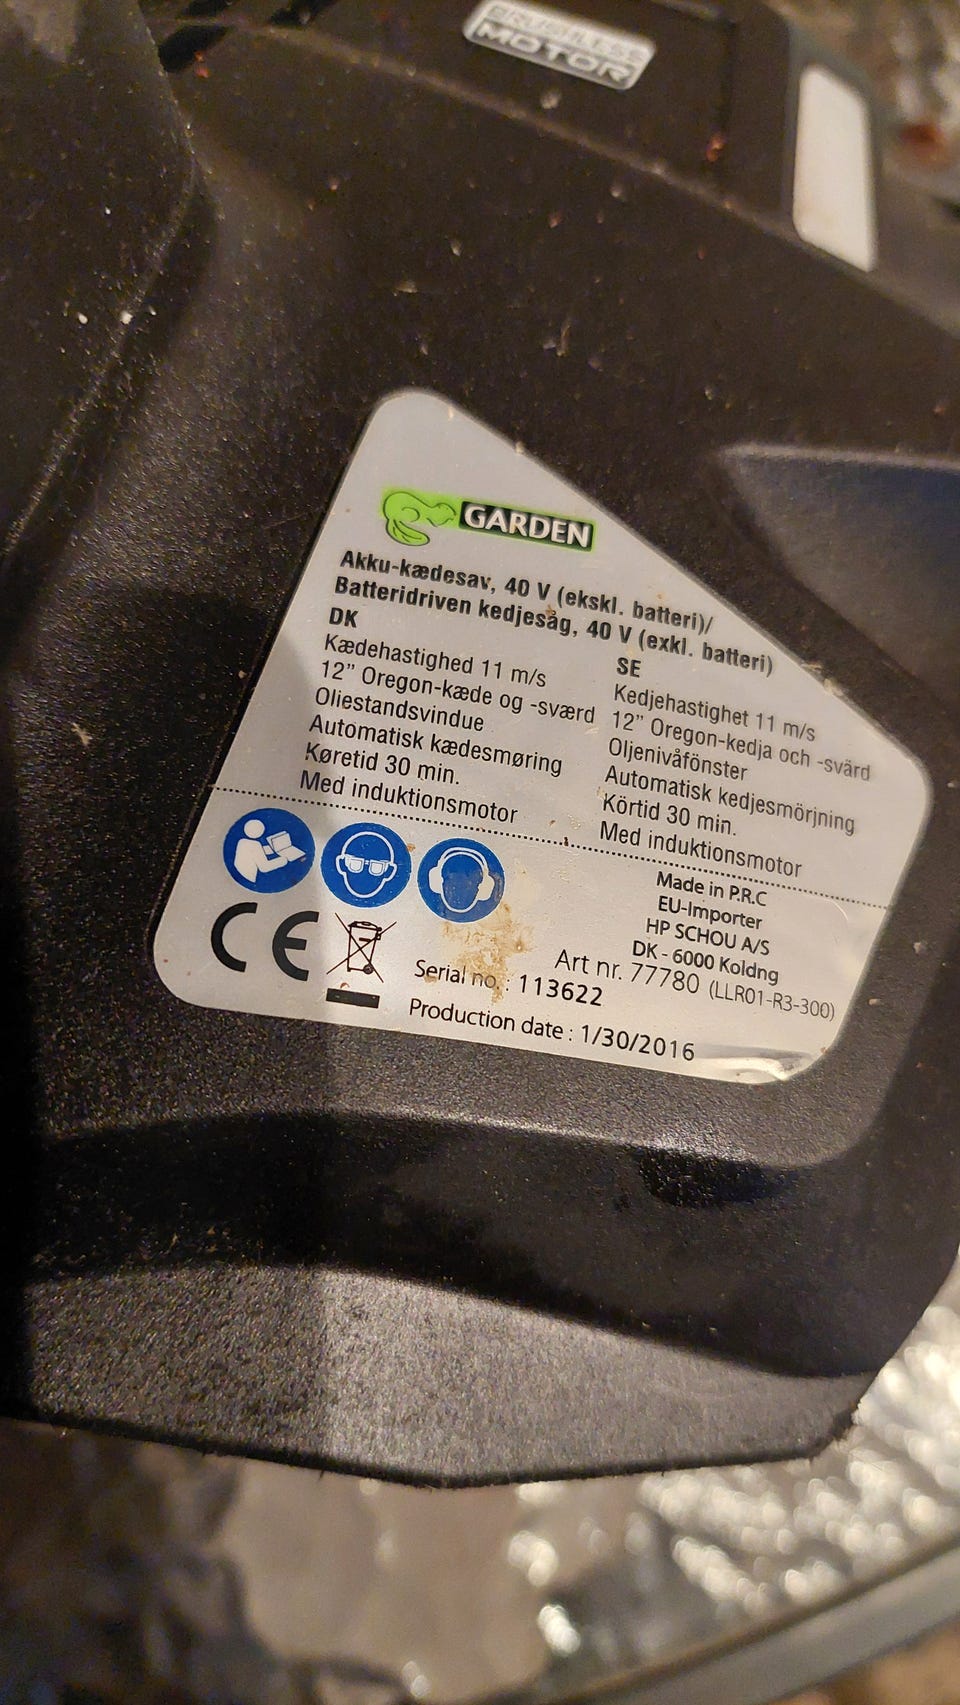 BRUSHLESS
MOTOR
GARDEN
Akku-kædesav, 40 V (ekskl. batteri)/
Batteridriven kedjesåg, 40 V (exkl. batteri)
DK
Kædehastighed 11 m/s
12” Oregon-kæde og -sværd
Oliestandsvindue
Automatisk kædesmøring
Køretid 30 min.
Med induktionsmotor
SE
Kedjehastighet 11 m/s
12” Oregon-kedja och -svärd
Oljenivåfönster
Automatisk kedjesmörjning
Körtid 30 min.
Med induktionsmotor
Made in P.R.C
EU-Importer
HP SCHOU A/S
DK - 6000 Koldng
Art nr. 77780 (LLR01-R3-300)
CE
Serial no. : 113622
Production date : 1/30/2016